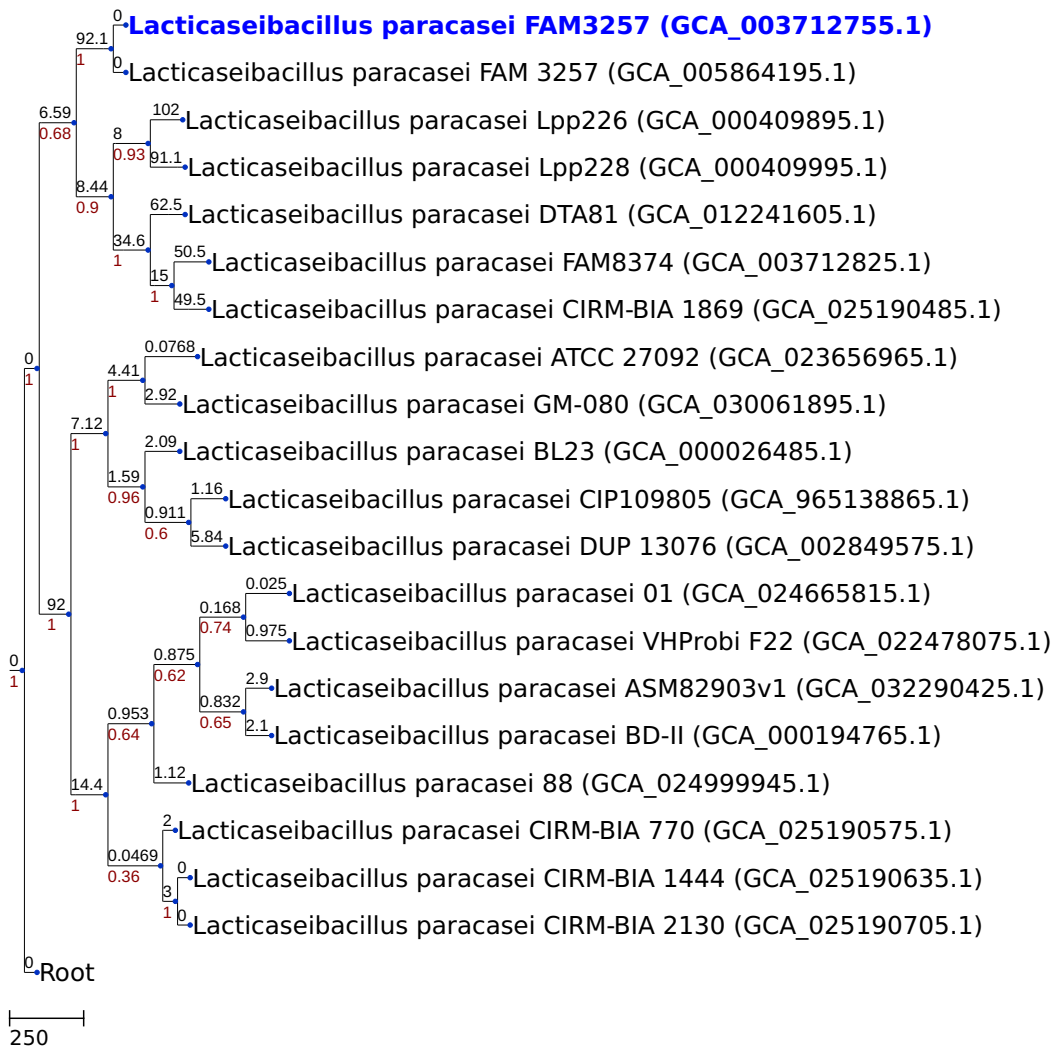 0
Lacticaseibacillus paracasei FAM3257 (GCA_003712755.1)
92.1
1
0
Lacticaseibacillus paracasei FAM 3257 (GCA_005864195.1)
6.59
0.68
102
Lacticaseibacillus paracasei Lpp226 (GCA_000409895.1)
8
0.93
91.1
Lacticaseibacillus paracasei Lpp228 (GCA_000409995.1)
8.44
0.9
62.5
Lacticaseibacillus paracasei DTA81 (GCA_012241605.1)
34.6
1
50.5
Lacticaseibacillus paracasei FAM8374 (GCA_003712825.1)
15
1
49.5
Lacticaseibacillus paracasei CIRM-BIA 1869 (GCA_025190485.1)
0
1
0.0768
Lacticaseibacillus paracasei ATCC 27092 (GCA_023656965.1)
4.41
1
2.92
Lacticaseibacillus paracasei GM-080 (GCA_030061895.1)
7.12
1
2.09
Lacticaseibacillus paracasei BL23 (GCA_000026485.1)
1.59
0.96
1.16
Lacticaseibacillus paracasei CIP109805 (GCA_965138865.1)
0.911
0.6
5.84
Lacticaseibacillus paracasei DUP 13076 (GCA_002849575.1)
92
1
0.025
Lacticaseibacillus paracasei 01 (GCA_024665815.1)
0.168
0.74
0.975
Lacticaseibacillus paracasei VHProbi F22 (GCA_022478075.1)
0.875
0.62
2.9
Lacticaseibacillus paracasei ASM82903v1 (GCA_032290425.1)
0.832
0.65
2.1
Lacticaseibacillus paracasei BD-II (GCA_000194765.1)
0
1
0.953
0.64
1.12
Lacticaseibacillus paracasei 88 (GCA_024999945.1)
14.4
1
2
Lacticaseibacillus paracasei CIRM-BIA 770 (GCA_025190575.1)
0.0469
0.36
0
Lacticaseibacillus paracasei CIRM-BIA 1444 (GCA_025190635.1)
3
1
0
Lacticaseibacillus paracasei CIRM-BIA 2130 (GCA_025190705.1)
0
Root
250